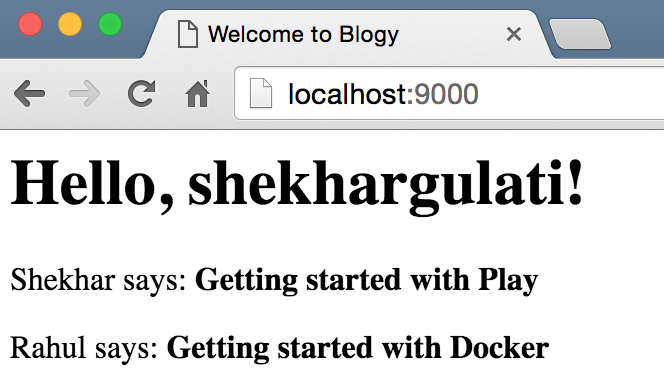 Welcome to Blogy
localhost:9000
Hello, shekhargulati!
Shekhar says: Getting started with Play
Rahul says: Getting started with Docker